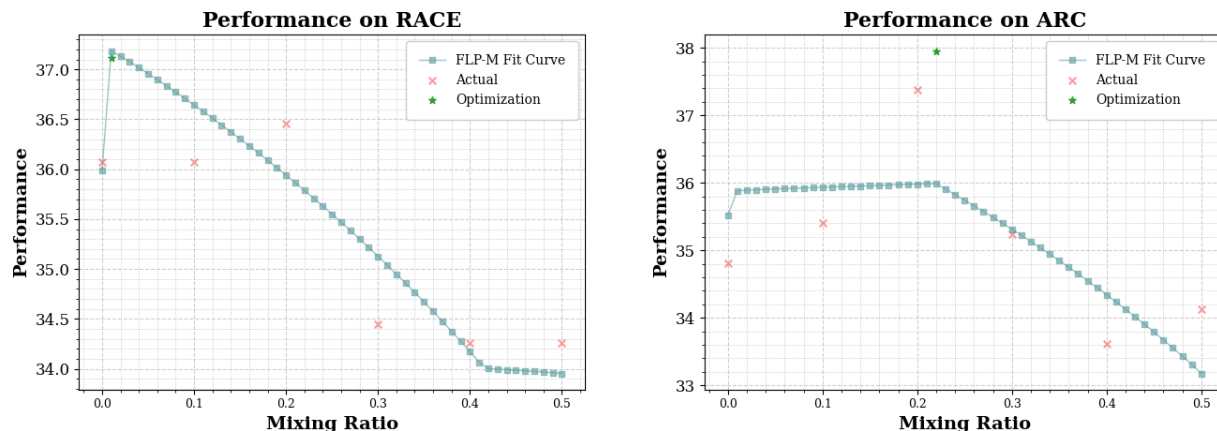 Performance on RACE
Performance
37.0
36.5
36.0
35.5
35.0
34.5
34.0
0.0 0.1 0.2 0.3 0.4 0.5
Mixing Ratio
FLP-M Fit Curve
Actual
Optimization
Performance on ARC
Performance
38
37
36
35
34
33
0.0 0.1 0.2 0.3 0.4 0.5
Mixing Ratio
FLP-M Fit Curve
Actual
Optimization